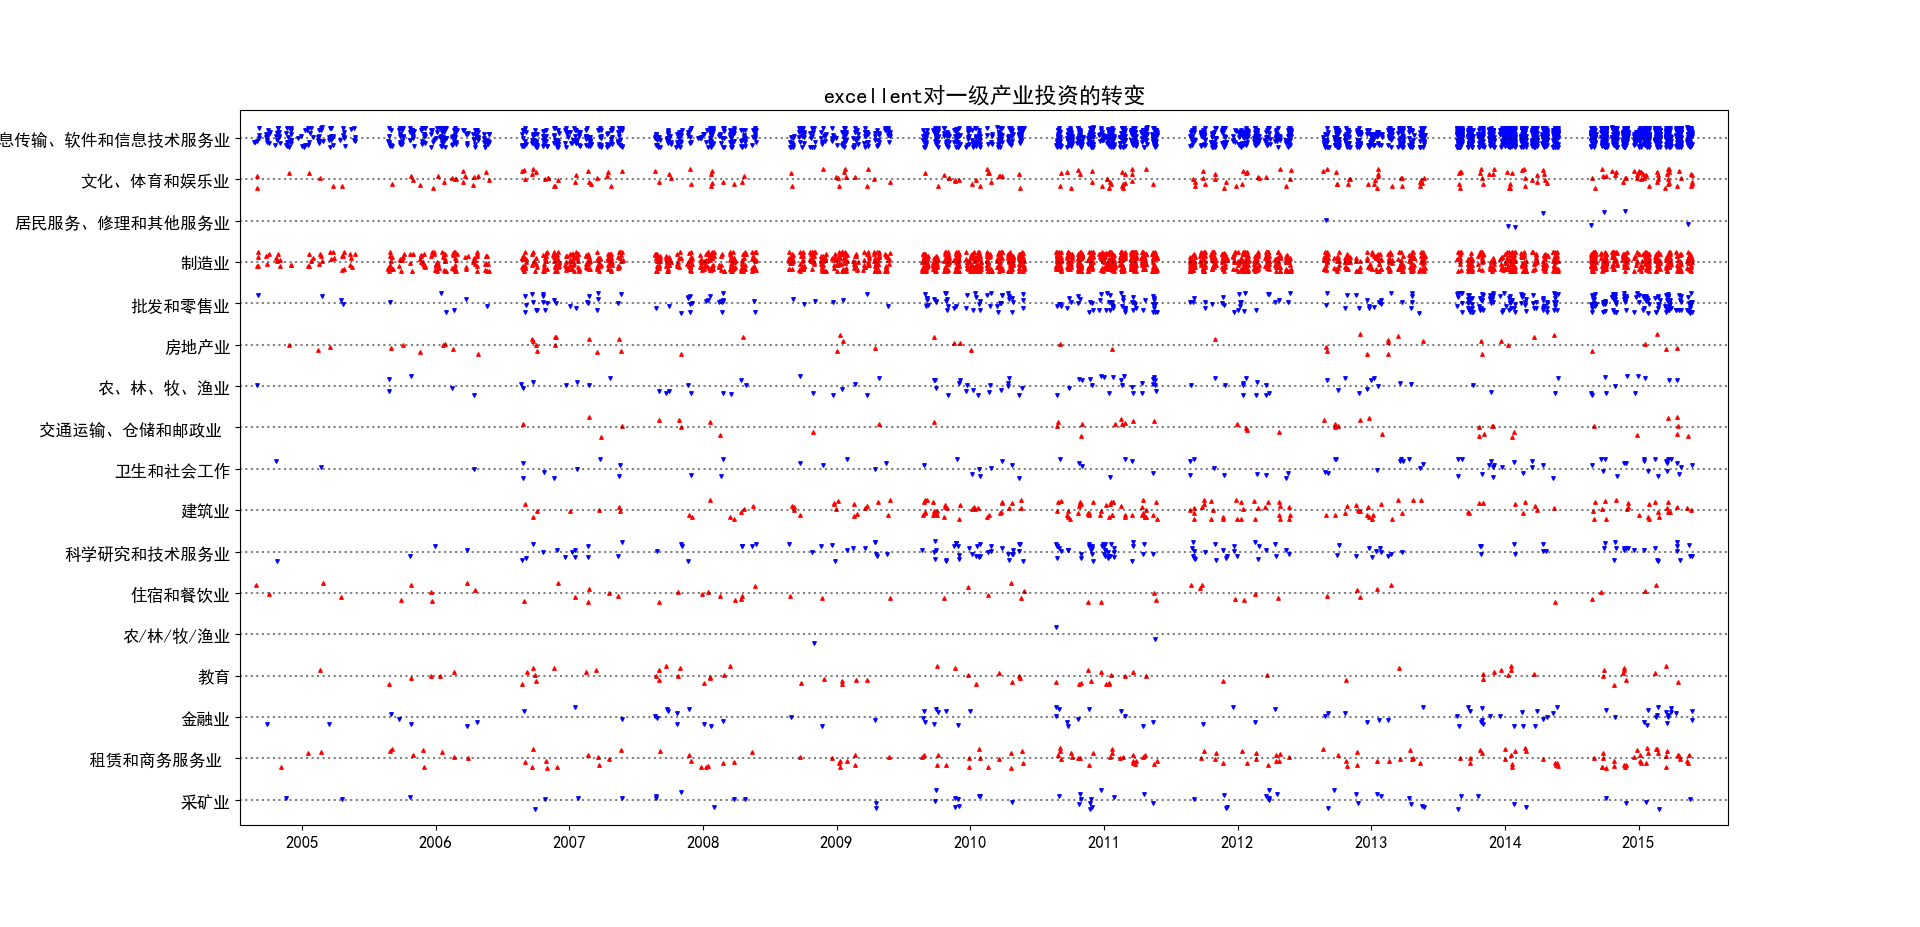 excellent对一级产业投资的转变
息传输、软件和信息技术服务业
文化、体育和娱乐业
居民服务、修理和其他服务业
制造业
批发和零售业
房地产业
农、林、牧、渔业
交通运输、仓储和邮政业
卫生和社会工作
建筑业
科学研究和技术服务业
住宿和餐饮业
农/林/牧/渔业
教育
金融业
租赁和商务服务业
采矿业
2005 2006 2007 2008 2009 2010 2011 2012 2013 2014 2015